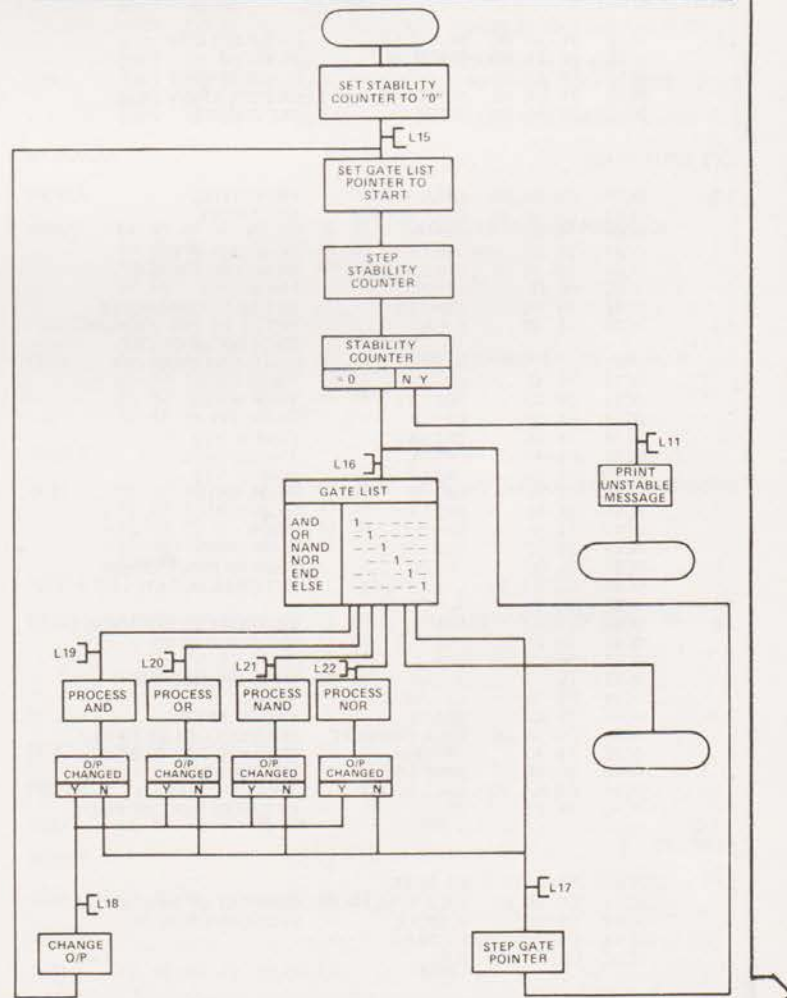 SET STABILITY
COUNTER TO "0"
L15
SET GATE LIST
POINTER TO
START
STEP
STABILITY
COUNTER
STABILITY
COUNTER
= 0 N Y
L11
L16
PRINT
UNSTABLE
MESSAGE
GATE LIST
AND 1 - - - - -
OR - 1 - - - -
NAND - - 1 - - -
NOR - - - 1 - -
END - - - - 1 -
ELSE - - - - - 1
L19
L20
L21
L22
PROCESS
AND
PROCESS
OR
PROCESS
NAND
PROCESS
NOR
O/P
CHANGED
Y N
O/P
CHANGED
Y N
O/P
CHANGED
Y N
O/P
CHANGED
Y N
L18
L17
CHANGE
O/P
STEP GATE
POINTER